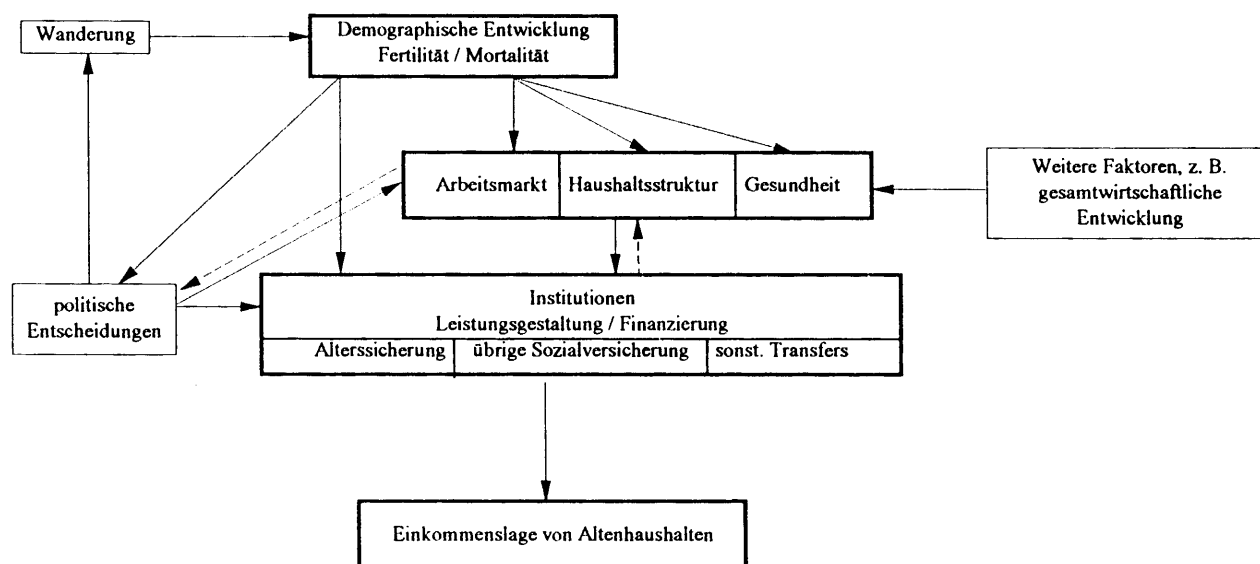 Wanderung
Demographische Entwicklung
Fertilität / Mortalität
Arbeitsmarkt
Haushaltsstruktur
Gesundheit
Weitere Faktoren, z. B.
gesamtwirtschaftliche
Entwicklung
politische
Entscheidungen
Institutionen
Leistungsgestaltung / Finanzierung
Alterssicherung
übrige Sozialversicherung
sonst. Transfers
Einkommenslage von Altenhaushalten